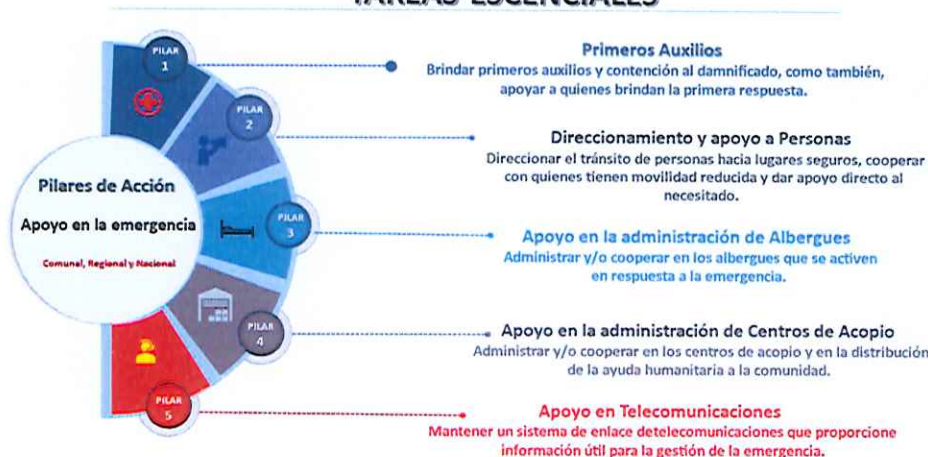 TAREAS ESCENCIALES
PILAR
1
Primeros Auxilios
Brindar primeros auxilios y contención al damnificado, como también,
apoyar a quienes brindan la primera respuesta.
PILAR
2
Direccionamiento y apoyo a Personas
Direccionar el tránsito de personas hacia lugares seguros, cooperar
con quienes tienen movilidad reducida y dar apoyo directo al
necesitado.
Pilares de Acción
Apoyo en la emergencia
Comunal, Regional y Nacional
PILAR
3
Apoyo en la administración de Albergues
Administrar y/o cooperar en los albergues que se activen
en respuesta a la emergencia.
PILAR
4
Apoyo en la administración de Centros de Acopio
Administrar y/o cooperar en los centros de acopio y en la distribución
de la ayuda humanitaria a la comunidad.
PILAR
5
Apoyo en Telecomunicaciones
Mantener un sistema de enlace detelecomunicaciones que proporcione
información útil para la gestión de la emergencia.